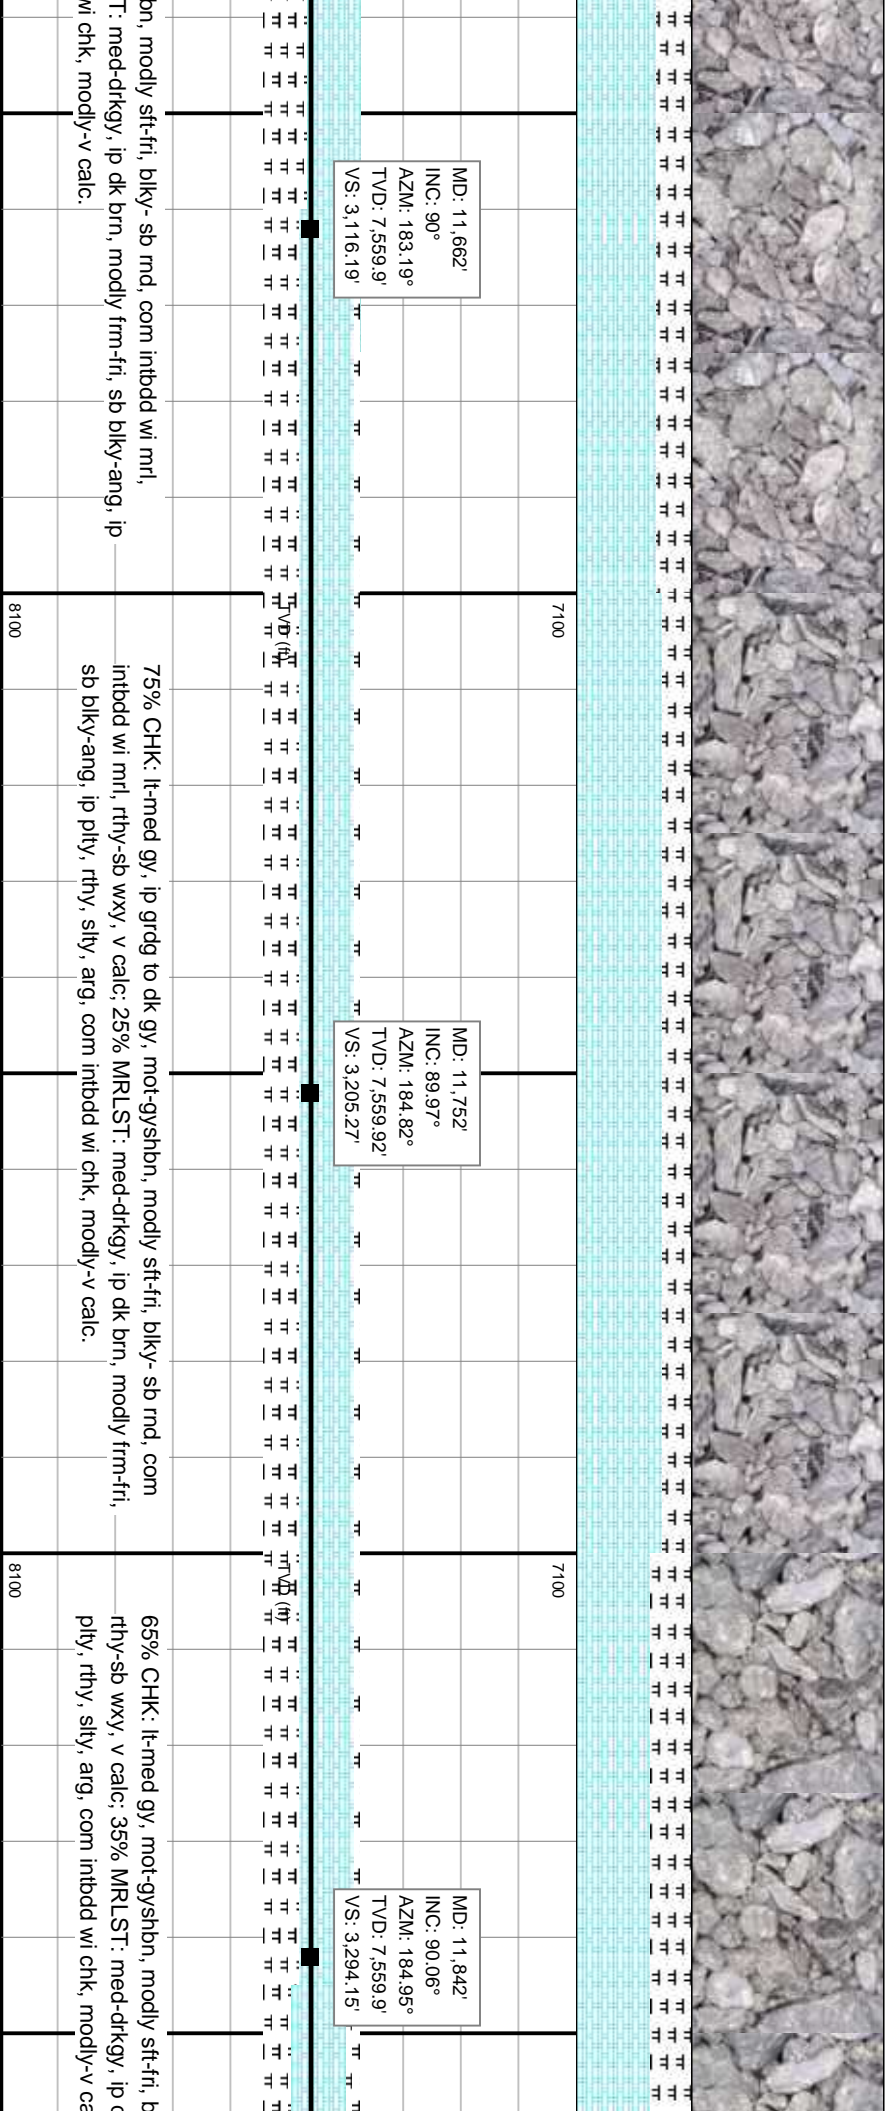 bn, modly sft-fri, blky- sb rnd, com intbdd wi mrl,
T: med-drkgy, ip dk brn, modly frm-fri, sb blky-ang, ip
wi chk, modly-v calc.
MD: 11,662'
INC: 90°
AZM: 183.19°
TVD: 7,559.9'
VS: 3,116.19'
7100
TVD (ft)
8100
75% CHK: lt-med gy, ip grdg to dk gy, mot-gyshbn, modly sft-fri, blky- sb rnd, com
intbdd wi mrl, rthy-sb wxy, v calc; 25% MRLST: med-drkgy, ip dk brn, modly frm-fri,
sb blky-ang, ip plty, rthy, slty, arg, com intbdd wi chk, modly-v calc.
MD: 11,752'
INC: 89.97°
AZM: 184.82°
TVD: 7,559.92'
VS: 3,205.27'
7100
TVD (ft)
8100
65% CHK: lt-med gy, mot-gyshbn, modly sft-fri, b
rthy-sb wxy, v calc; 35% MRLST: med-drkgy, ip d
plty, rthy, slty, arg, com intbdd wi chk, modly-v ca
MD: 11,842'
INC: 90.06°
AZM: 184.95°
TVD: 7,559.9'
VS: 3,294.15'